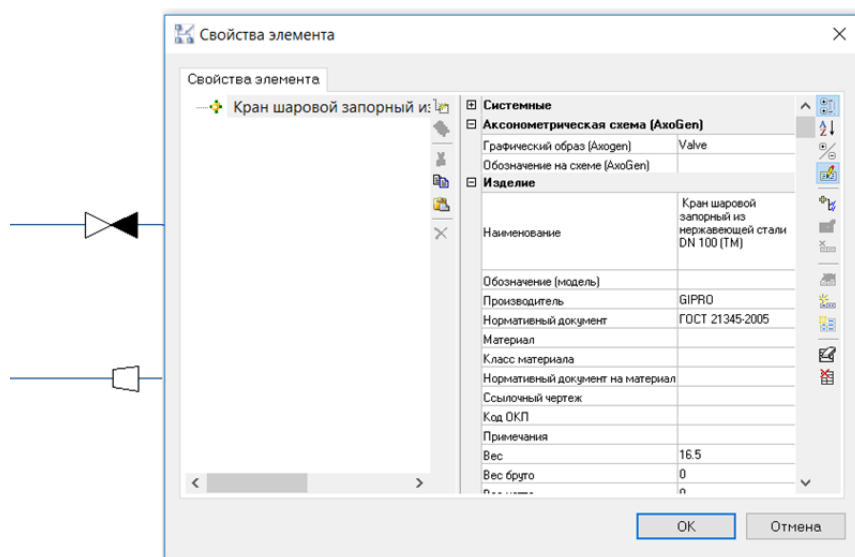 Свойства элемента
Свойства элемента
Кран шаровой запорный из
Системные
Аксонометрическая схема (AxoGen)
Графический образ (Axogen) Valve
Обозначение на схеме (AxoGen)
Изделие
Наименование
Кран шаровой
запорный из
нержавеющей стали
DN 100 (ТМ)
Обозначение (модель)
Производитель GIPRO
Нормативный документ ГОСТ 21345-2005
Материал
Класс материала
Нормативный документ на материал
Ссылочный чертеж
Код ОКП
Примечания
Вес 16.5
Вес бруто 0
OK Отмена